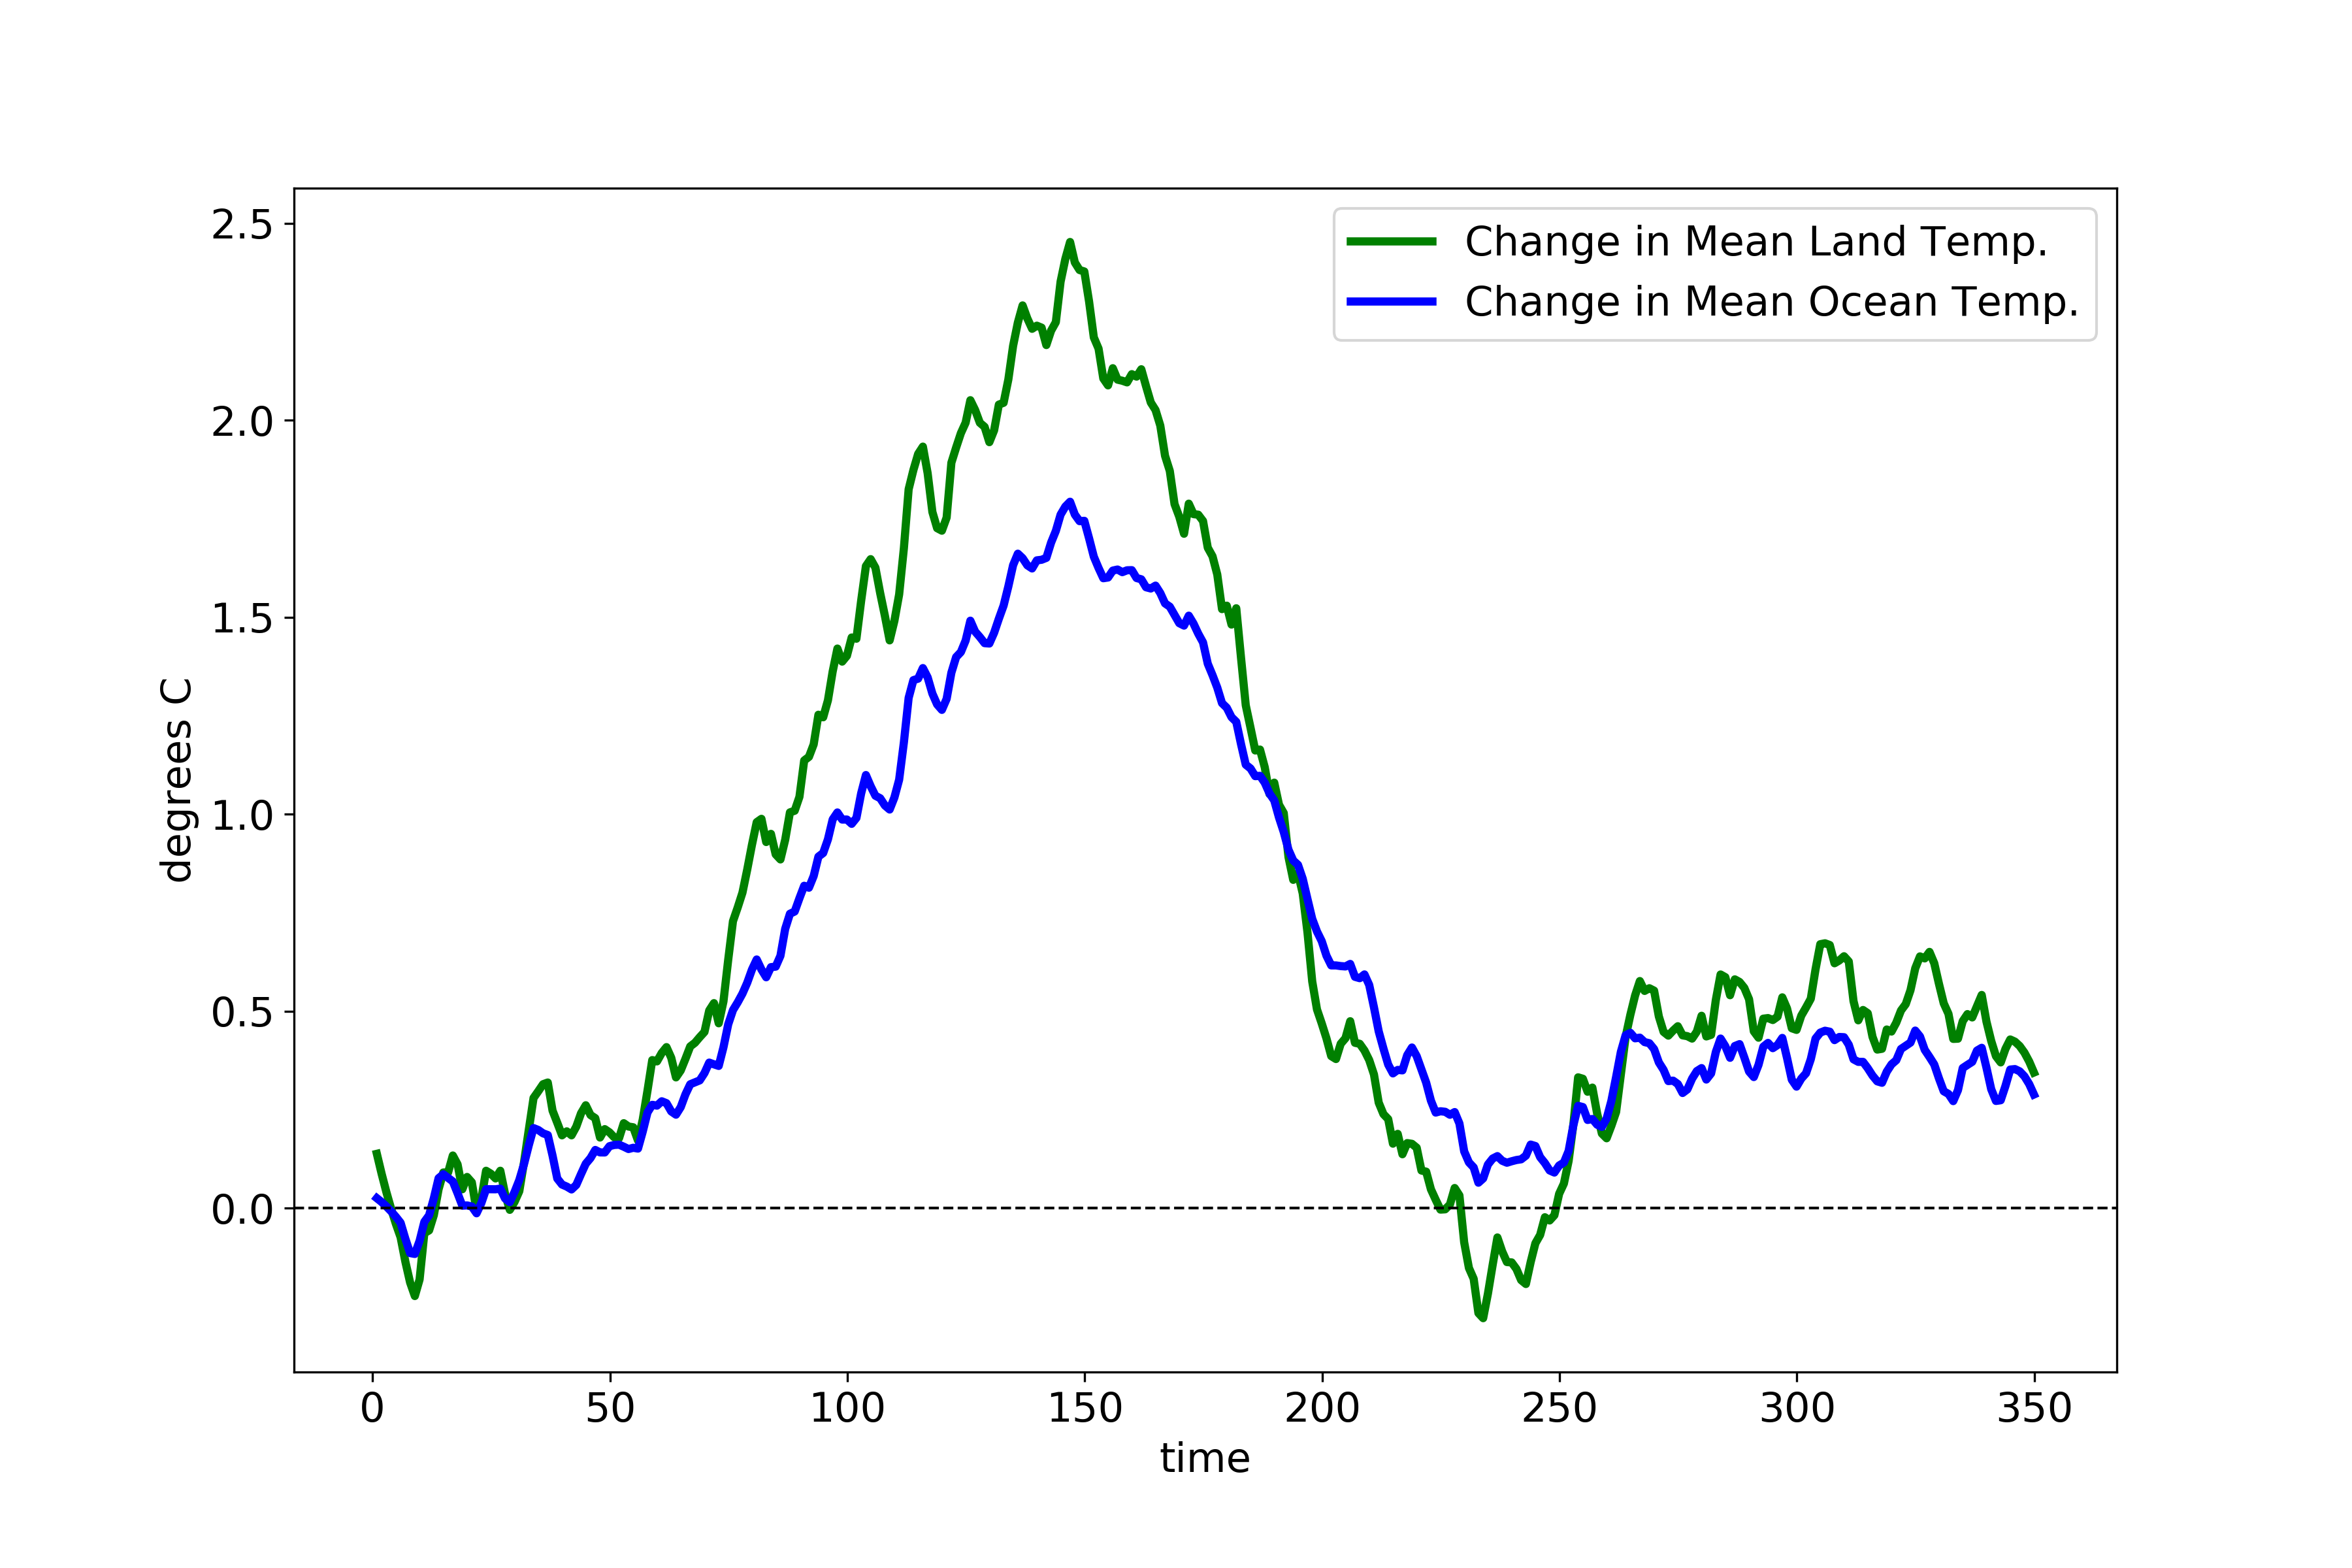 Change in Mean Land Temp.
Change in Mean Ocean Temp.
2.5
2.0
1.5
1.0
0.5
0.0
degrees C
0 50 100 150 200 250 300 350
time